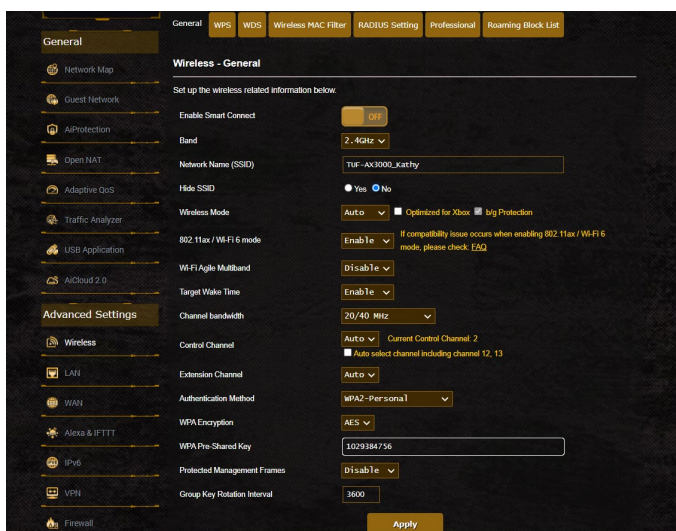 General WPS WDS Wireless MAC Filter RADIUS Setting Professional Roaming Block List
General
Network Map
Guest Network
AiProtection
Open NAT
Adaptive QoS
Traffic Analyzer
USB Application
AiCloud 2.0
Advanced Settings
Wireless
LAN
WAN
Alexa & IFTTT
IPv6
VPN
Firewall
Wireless - General
Set up the wireless related information below.
Enable Smart Connect OFF
Band 2.4GHz
Network Name (SSID) TUF-AX3000_Kathy
Hide SSID Yes No
Wireless Mode Auto Optimized for Xbox b/g Protection
802.11ax / Wi-Fi 6 mode Enable If compatibility issue occurs when enabling 802.11ax / Wi-Fi 6
mode, please check: FAQ
Wi-Fi Agile Multiband Disable
Target Wake Time Enable
Channel bandwidth 20/40 MHz
Control Channel Auto Current Control Channel: 2
Auto select channel including channel 12, 13
Extension Channel Auto
Authentication Method WPA2-Personal
WPA Encryption AES
WPA Pre-Shared Key 1029384756
Protected Management Frames Disable
Group Key Rotation Interval 3600
Apply